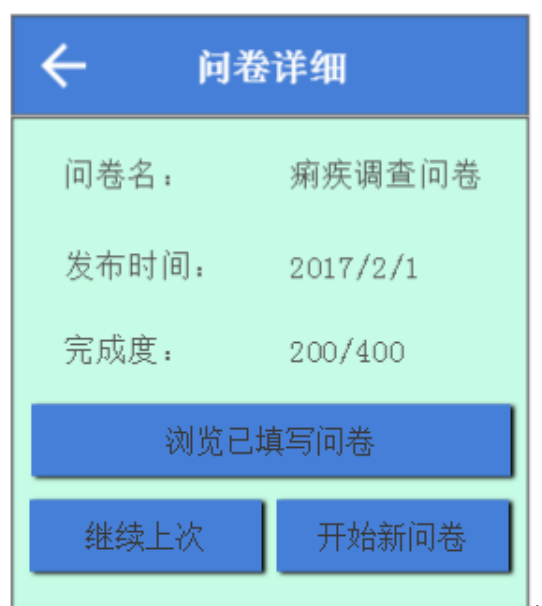 问卷详细
问卷名： 痢疾调查问卷
发布时间： 2017/2/1
完成度： 200/400
浏览已填写问卷
继续上次 开始新问卷